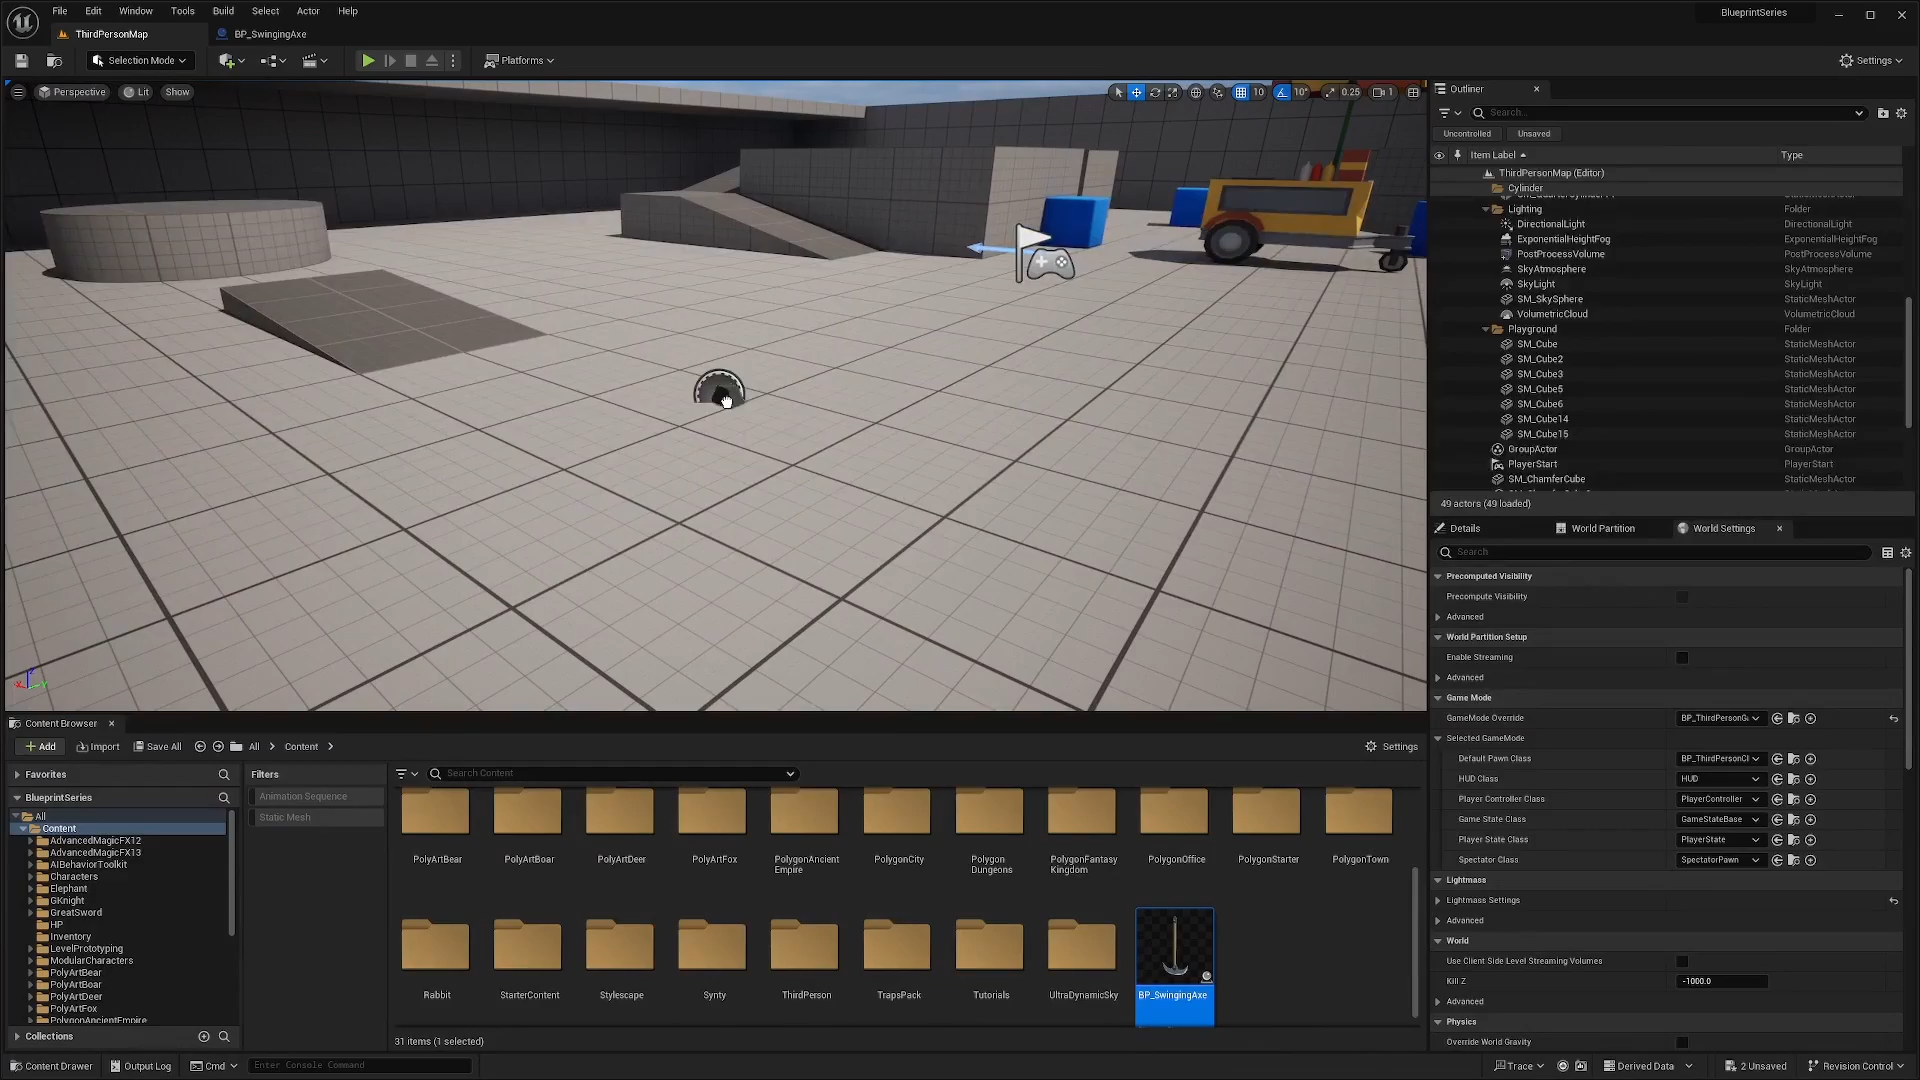 File Edit Window Tools Build Select Actor Help
BlueprintSeries
ThirdPersonMap
BP_SwingingAxe
Selection Mode
Platforms
Settings
Perspective
Lit
Show
10
10°
0.25
1
Outliner
Search...
Uncontrolled
Unsaved
Item Label
Type
ThirdPersonMap (Editor)
Cylinder
Lighting Folder
DirectionalLight DirectionalLight
ExponentialHeightFog ExponentialHeightFog
PostProcessVolume PostProcessVolume
SkyAtmosphere SkyAtmosphere
SkyLight SkyLight
SM_SkySphere StaticMeshActor
VolumetricCloud VolumetricCloud
Playground Folder
SM_Cube StaticMeshActor
SM_Cube2 StaticMeshActor
SM_Cube3 StaticMeshActor
SM_Cube5 StaticMeshActor
SM_Cube6 StaticMeshActor
SM_Cube14 StaticMeshActor
SM_Cube15 StaticMeshActor
GroupActor GroupActor
PlayerStart PlayerStart
SM_ChamferCube StaticMeshActor
49 actors (49 loaded)
Details
World Partition
World Settings
Search
Precomputed Visibility
Precompute Visibility
Advanced
World Partition Setup
Enable Streaming
Advanced
Game Mode
GameMode Override BP_ThirdPersonG
Selected GameMode
Default Pawn Class BP_ThirdPersonCl
HUD Class HUD
Player Controller Class PlayerController
Game State Class GameStateBase
Player State Class PlayerState
Spectator Class SpectatorPawn
Lightmass
Lightmass Settings
Advanced
World
Use Client Side Level Streaming Volumes
Kill Z -1000.0
Advanced
Physics
Override World Gravity
Content Browser
Add
Import
Save All
All
Content
Settings
Favorites
BlueprintSeries
All
Content
AdvancedMagicFX12
AdvancedMagicFX13
AIBehaviorToolkit
Characters
Elephant
GKnight
GreatSword
HP
Inventory
LevelPrototyping
ModularCharacters
PolyArtBear
PolyArtBoar
PolyArtDeer
PolyArtFox
PolygonAncientEmpire
Collections
Filters
Animation Sequence
Static Mesh
Search Content
PolyArtBear
PolyArtBoar
PolyArtDeer
PolyArtFox
PolygonAncient
Empire
PolygonCity
Polygon
Dungeons
PolygonFantasy
Kingdom
PolygonOffice
PolygonStarter
PolygonTown
Rabbit
StarterContent
Stylescape
Synty
ThirdPerson
TrapsPack
Tutorials
UltraDynamicSky
BP_SwingingAxe
31 items (1 selected)
Content Drawer
Output Log
Cmd
Enter Console Command
Trace
Derived Data
2 Unsaved
Revision Control